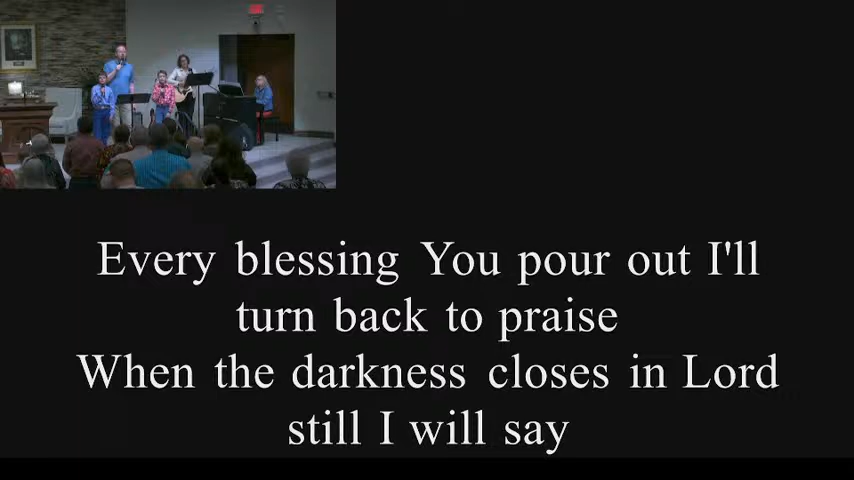 Every blessing You pour out I'll
turn back to praise
When the darkness closes in Lord
still I will say